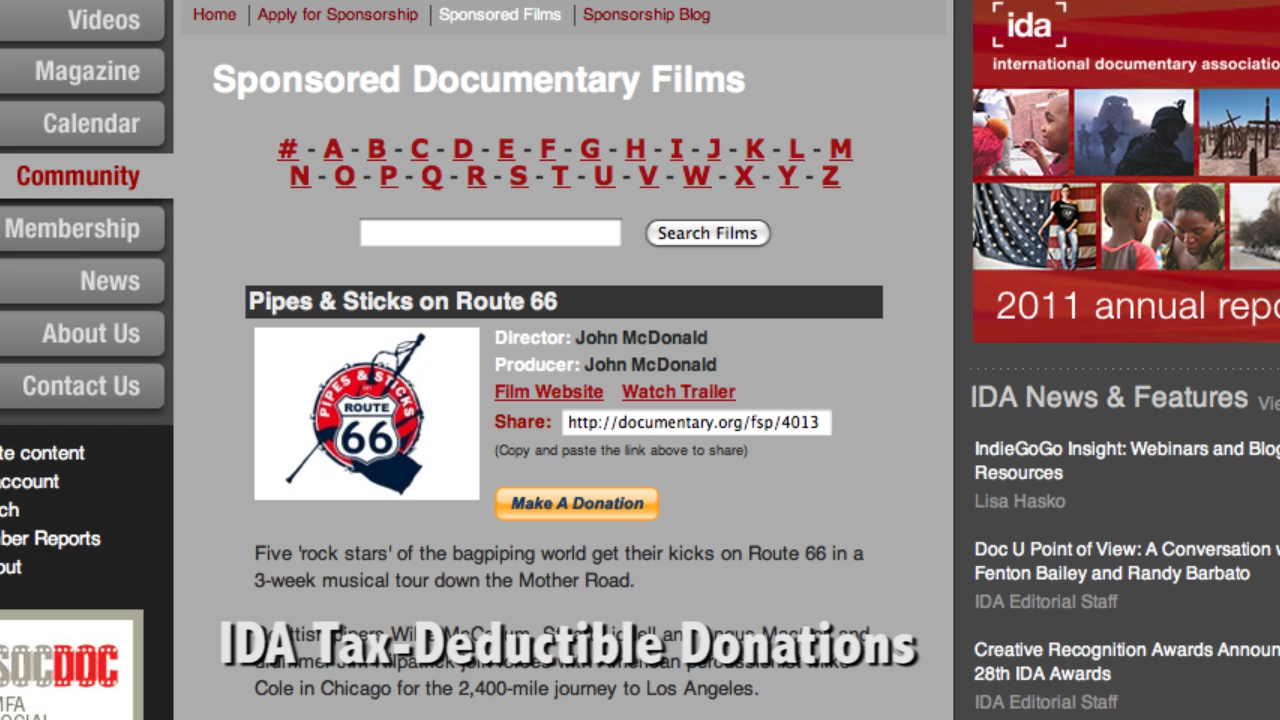 Home | Apply for Sponsorship | Sponsored Films | Sponsorship Blog
Videos
Magazine
Calendar
Community
Membership
News
About Us
Contact Us
te content
account
ch
ber Reports
out
SOCDOC
MFA
SOCIAL
Sponsored Documentary Films
# - A - B - C - D - E - F - G - H - I - J - K - L - M
N - O - P - Q - R - S - T - U - V - W - X - Y - Z
Search Films
Pipes & Sticks on Route 66
PIPES & STICKS
ON
ROUTE
66
Director: John McDonald
Producer: John McDonald
Film Website Watch Trailer
Share: http://documentary.org/fsp/4013
(Copy and paste the link above to share)
Make A Donation
Five 'rock stars' of the bagpiping world get their kicks on Route 66 in a
3-week musical tour down the Mother Road.
IDA Tax-Deductible Donations
Cole in Chicago for the 2,400-mile journey to Los Angeles.
ida
international documentary associatio
2011 annual repo
IDA News & Features Vie
IndieGoGo Insight: Webinars and Blog
Resources
Lisa Hasko
Doc U Point of View: A Conversation w
Fenton Bailey and Randy Barbato
IDA Editorial Staff
Creative Recognition Awards Announ
28th IDA Awards
IDA Editorial Staff